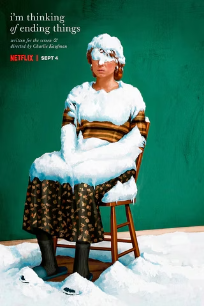 i'm thinking
of ending things
written for the screen &
directed by Charlie Kaufman
NETFLIX | SEPT 4